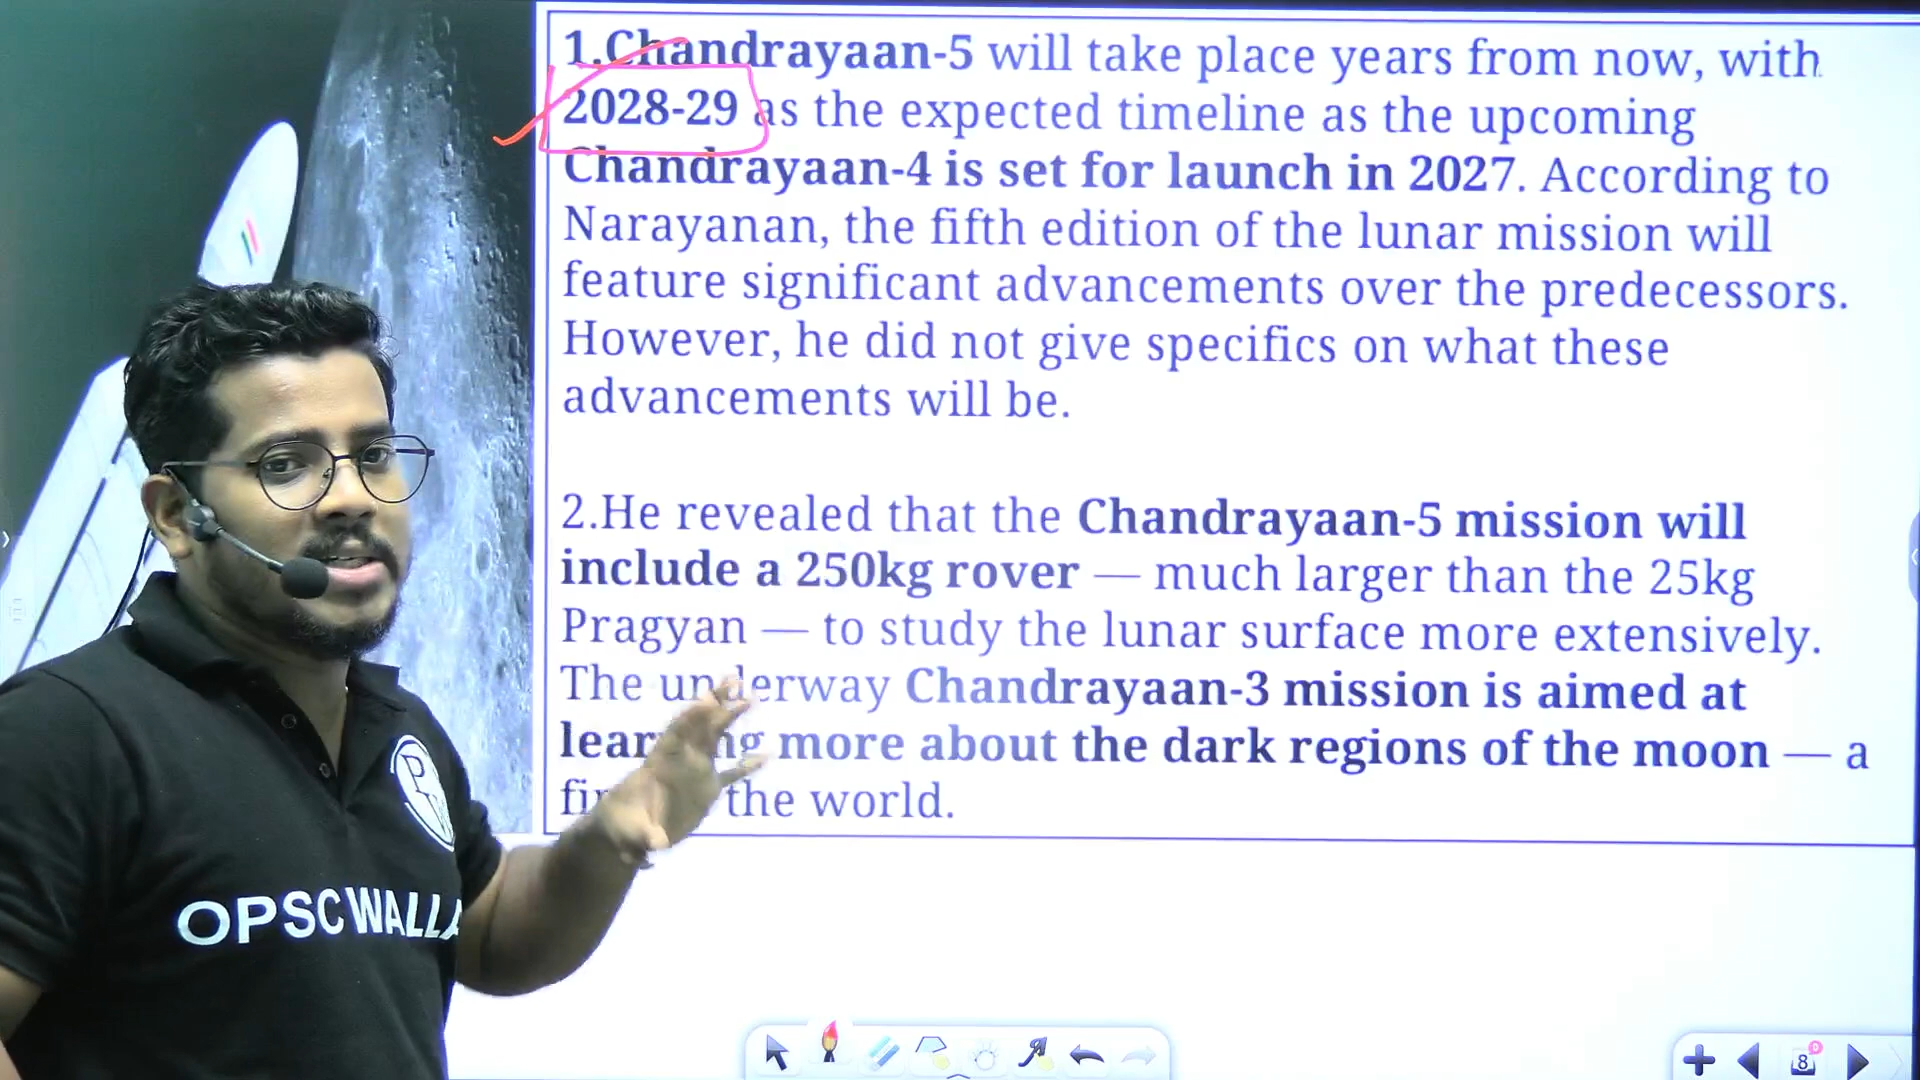 1.Chandrayaan-5 will take place years from now, with
2028-29 as the expected timeline as the upcoming
Chandrayaan-4 is set for launch in 2027. According to
Narayanan, the fifth edition of the lunar mission will
feature significant advancements over the predecessors.
However, he did not give specifics on what these
advancements will be.
2.He revealed that the Chandrayaan-5 mission will
include a 250kg rover — much larger than the 25kg
Pragyan — to study the lunar surface more extensively.
The underway Chandrayaan-3 mission is aimed at
more about the dark regions of the moon — a
the world.
OPSC WALLA
8
0